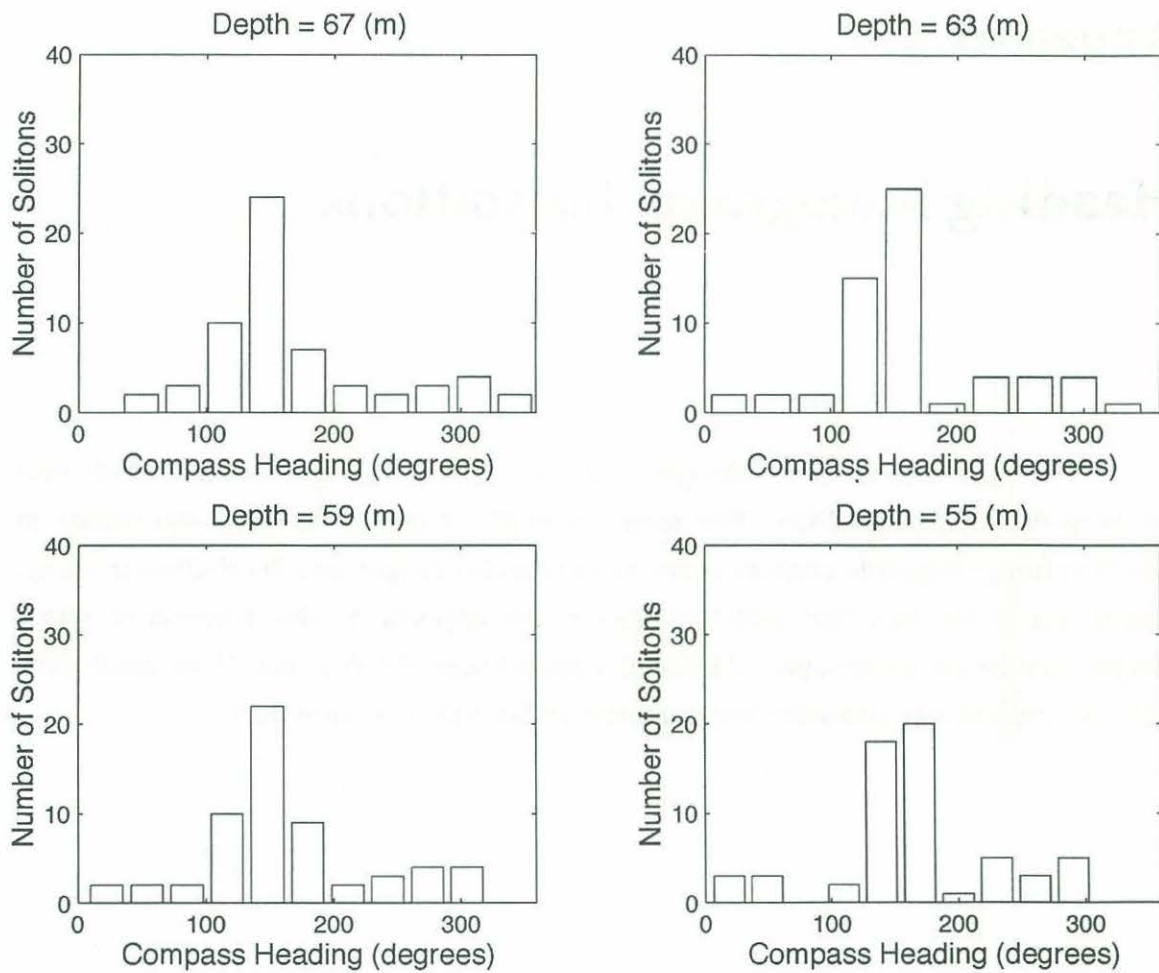 Depth = 67 (m)
40
30
20
10
0
0 100 200 300
Number of Solitons
Compass Heading (degrees)
Depth = 63 (m)
40
30
20
10
0
0 100 200 300
Number of Solitons
Compass Heading (degrees)
Depth = 59 (m)
40
30
20
10
0
0 100 200 300
Number of Solitons
Compass Heading (degrees)
Depth = 55 (m)
40
30
20
10
0
0 100 200 300
Number of Solitons
Compass Heading (degrees)